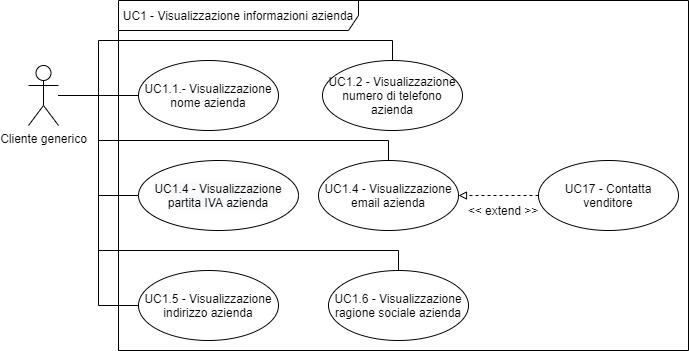 UC1 - Visualizzazione informazioni azienda
UC1.1.- Visualizzazione
nome azienda
UC1.2 - Visualizzazione
numero di telefono
azienda
Cliente generico
UC1.4 - Visualizzazione
partita IVA azienda
UC1.4 - Visualizzazione
email azienda
<< extend >>
UC17 - Contatta
venditore
UC1.5 - Visualizzazione
indirizzo azienda
UC1.6 - Visualizzazione
ragione sociale azienda